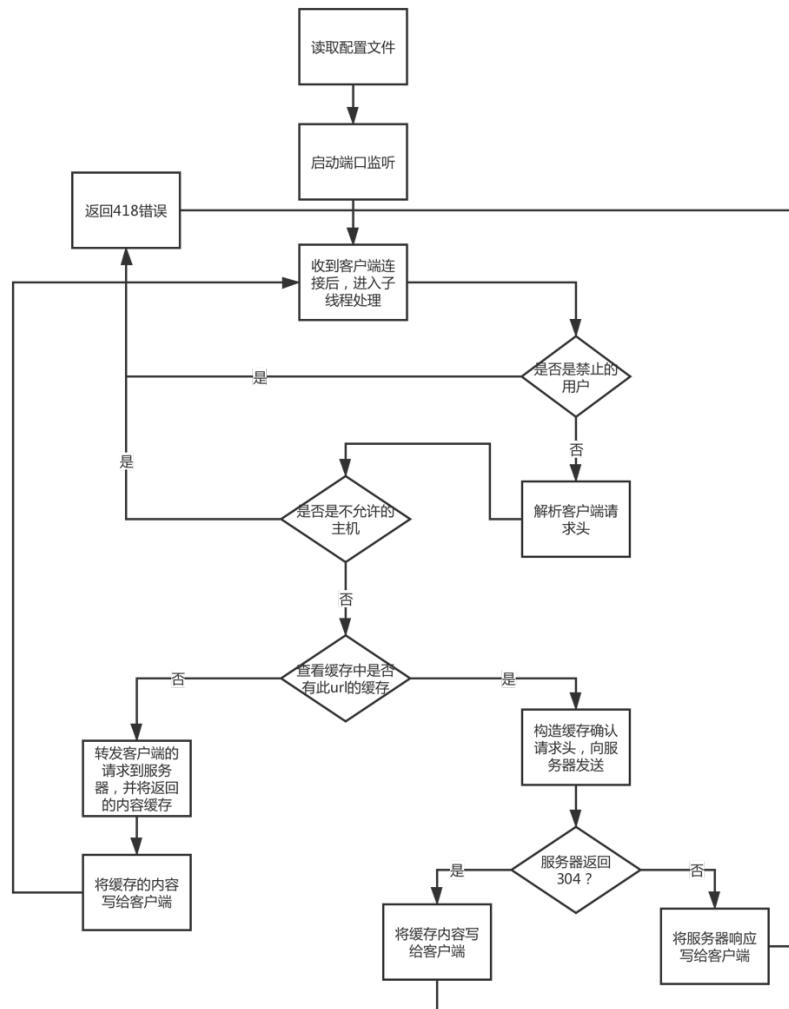 读取配置文件
启动端口监听
返回418错误
收到客户端连
接后，进入子
线程处理
是否是禁止的
用户
是
否
是
是否是不允许的
主机
解析客户端请
求头
否
查看缓存中是否
有此url的缓存
否
是
转发客户端的
请求到服务
器，并将返回
的内容缓存
构造缓存确认
请求头，向服
务器发送
将缓存的内容
写给客户端
服务器返回
304？
是
否
将缓存内容写
给客户端
将服务器响应
写给客户端